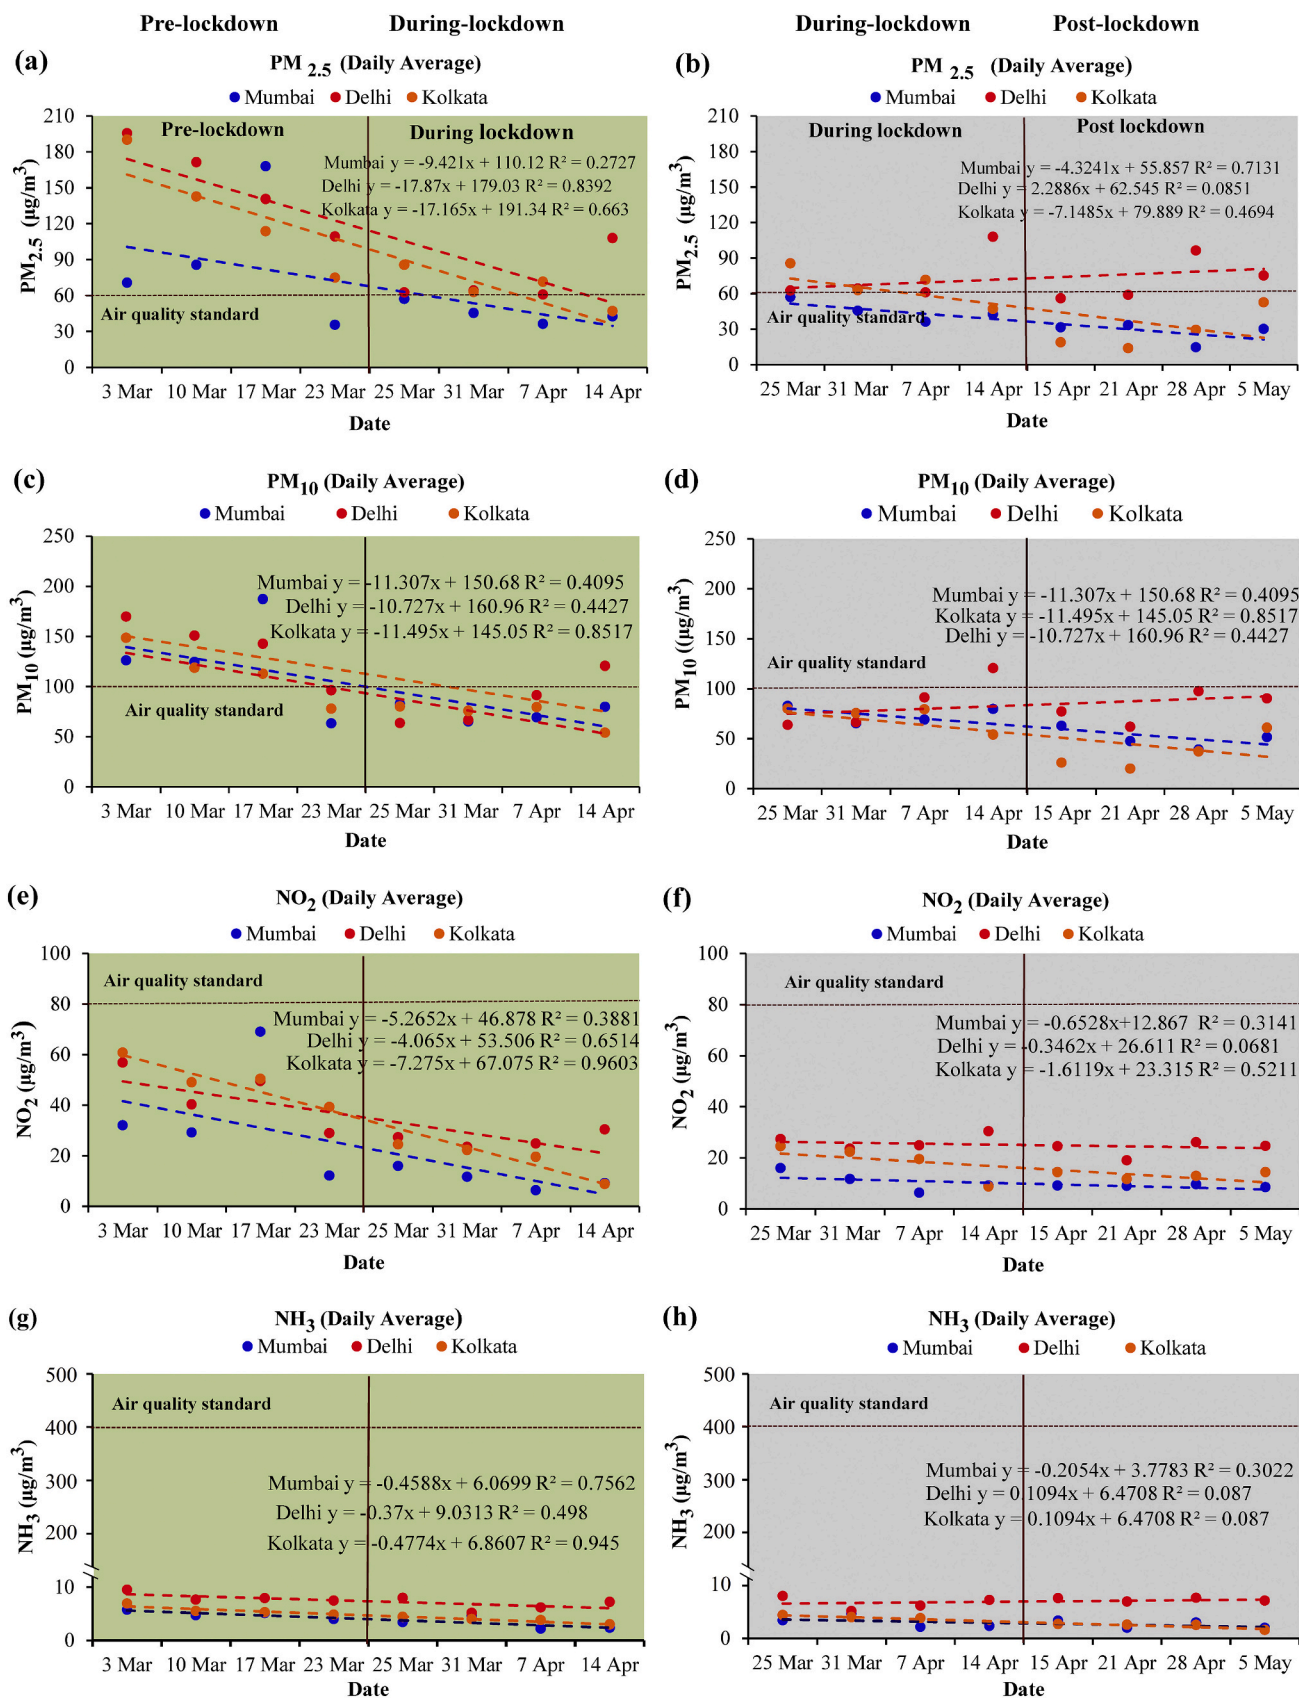 Pre-lockdown During-lockdown During-lockdown Post-lockdown
(a)
PM 2.5 (Daily Average)
Mumbai Delhi Kolkata
Pre-lockdown During lockdown
Mumbai y = -9.421x + 110.12 R² = 0.2727
Delhi y = -17.87x + 179.03 R² = 0.8392
Kolkata y = -17.165x + 191.34 R² = 0.663
Air quality standard
PM2.5 (µg/m³)
210
180
150
120
90
60
30
0
3 Mar 10 Mar 17 Mar 23 Mar 25 Mar 31 Mar 7 Apr 14 Apr
Date
(b)
PM 2.5 (Daily Average)
Mumbai Delhi Kolkata
During lockdown Post lockdown
Mumbai y = -4.3241x + 55.857 R² = 0.7131
Delhi y = 2.2886x + 62.545 R² = 0.0851
Kolkata y = -7.1485x + 79.889 R² = 0.4694
Air quality standard
PM2.5 (µg/m³)
210
180
150
120
90
60
30
0
25 Mar 31 Mar 7 Apr 14 Apr 15 Apr 21 Apr 28 Apr 5 May
Date
(c)
PM10 (Daily Average)
Mumbai Delhi Kolkata
Mumbai y = -11.307x + 150.68 R² = 0.4095
Delhi y = -10.727x + 160.96 R² = 0.4427
Kolkata y = -11.495x + 145.05 R² = 0.8517
Air quality standard
PM10 (µg/m³)
250
200
150
100
50
0
3 Mar 10 Mar 17 Mar 23 Mar 25 Mar 31 Mar 7 Apr 14 Apr
Date
(d)
PM10 (Daily Average)
Mumbai Delhi Kolkata
Mumbai y = -11.307x + 150.68 R² = 0.4095
Kolkata y = -11.495x + 145.05 R² = 0.8517
Delhi y = -10.727x + 160.96 R² = 0.4427
Air quality standard
PM10 ((µg/m³)
250
200
150
100
50
0
25 Mar 31 Mar 7 Apr 14 Apr 15 Apr 21 Apr 28 Apr 5 May
Date
(e)
NO2 (Daily Average)
Mumbai Delhi Kolkata
Air quality standard
Mumbai y = -5.2652x + 46.878 R² = 0.3881
Delhi y = -4.065x + 53.506 R² = 0.6514
Kolkata y = -7.275x + 67.075 R² = 0.9603
NO2 (µg/m³)
100
80
60
40
20
0
3 Mar 10 Mar 17 Mar 23 Mar 25 Mar 31 Mar 7 Apr 14 Apr
Date
(f)
NO2 (Daily Average)
Mumbai Delhi Kolkata
Air quality standard
Mumbai y = -0.6528x+12.867 R² = 0.3141
Delhi y = -0.3462x + 26.611 R² = 0.0681
Kolkata y = -1.6119x + 23.315 R² = 0.5211
NO2 (µg/m³)
100
80
60
40
20
0
25 Mar 31 Mar 7 Apr 14 Apr 15 Apr 21 Apr 28 Apr 5 May
Date
(g)
NH3 (Daily Average)
Mumbai Delhi Kolkata
Air quality standard
Mumbai y = -0.4588x + 6.0699 R² = 0.7562
Delhi y = -0.37x + 9.0313 R² = 0.498
Kolkata y = -0.4774x + 6.8607 R² = 0.945
NH3 (µg/m³)
500
400
300
200
10
0
3 Mar 10 Mar 17 Mar 23 Mar 25 Mar 31 Mar 7 Apr 14 Apr
Date
(h)
NH3 (Daily Average)
Mumbai Delhi Kolkata
Air quality standard
Mumbai y = -0.2054x + 3.7783 R² = 0.3022
Delhi y = 0.1094x + 6.4708 R² = 0.087
Kolkata y = 0.1094x + 6.4708 R² = 0.087
NH3 (µg/m³)
500
400
300
200
10
0
25 Mar 31 Mar 7 Apr 14 Apr 15 Apr 21 Apr 28 Apr 5 May
Date